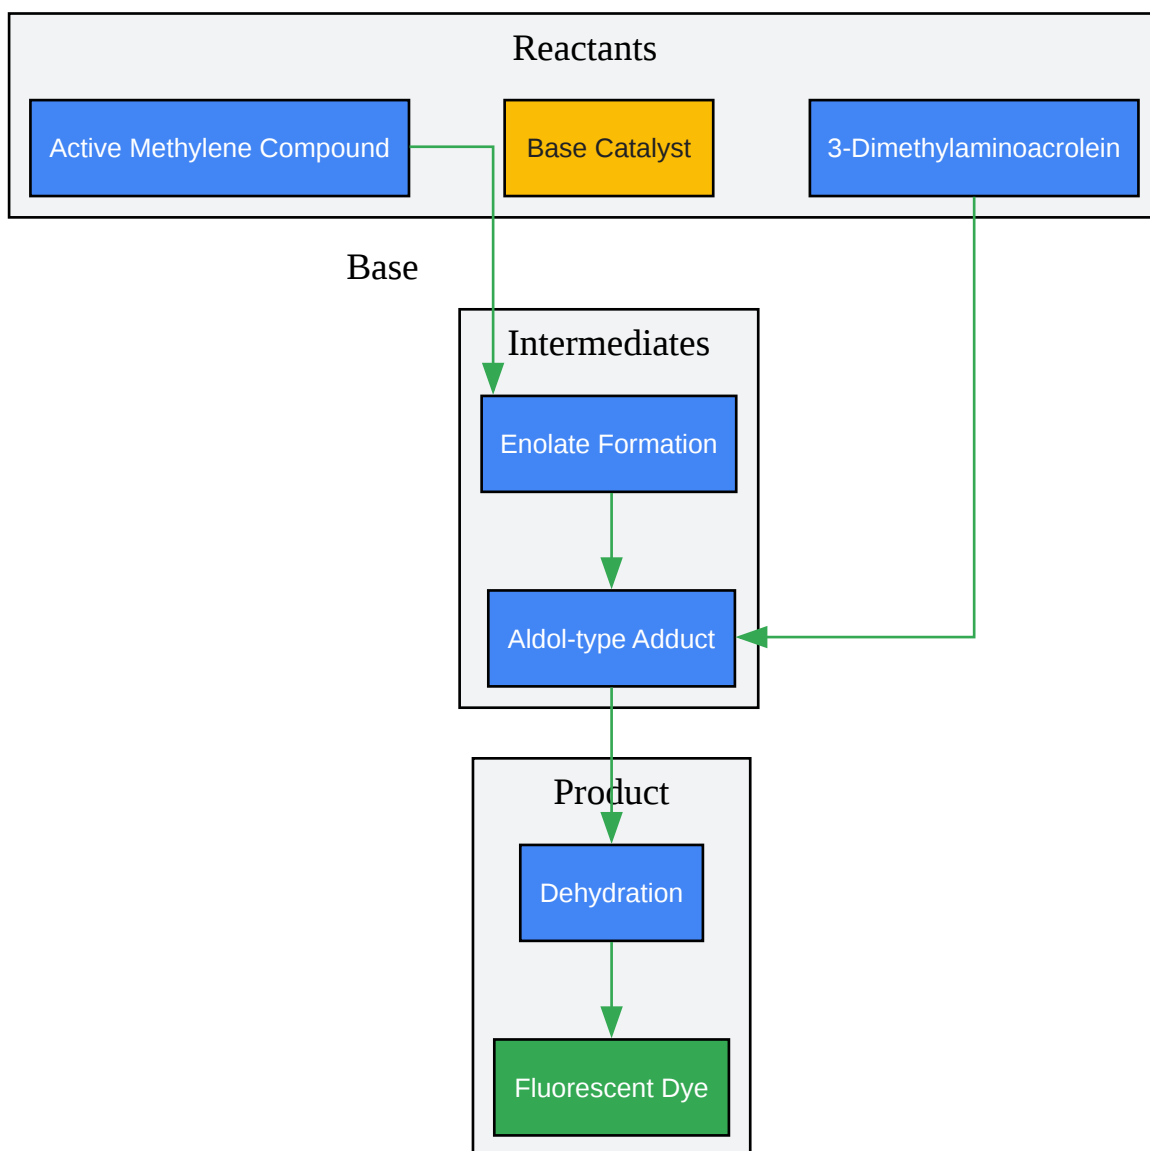 Reactants
Active Methylene Compound
Base Catalyst
3-Dimethylaminoacrolein
Base
Intermediates
Enolate Formation
Aldol-type Adduct
Product
Dehydration
Fluorescent Dye